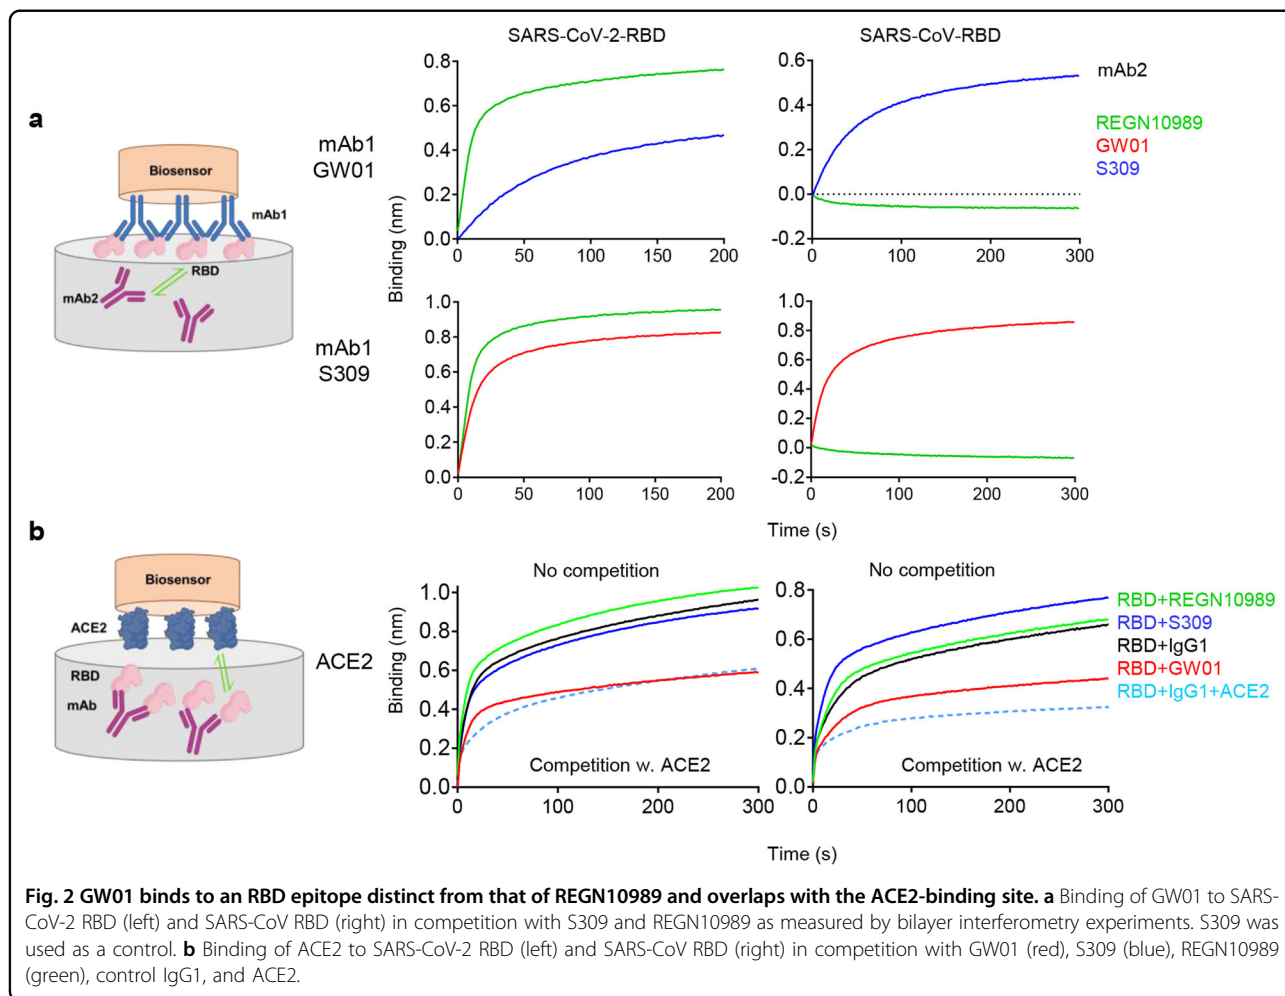 SARS-CoV-2-RBD
SARS-CoV-RBD
a
Biosensor
mAb1
RBD
mAb2
mAb1
GW01
mAb1
S309
Binding (nm)
0.8
0.6
0.4
0.2
0.0
0
50
100
150
200
0.6
0.4
0.2
0.0
-0.2
0
100
200
300
mAb2
REGN10989
GW01
S309
1.0
0.8
0.6
0.4
0.2
0.0
0
50
100
150
200
1.0
0.8
0.6
0.4
0.2
0.0
-0.2
0
100
200
300
Time (s)
b
Biosensor
ACE2
RBD
mAb
ACE2
Binding (nm)
No competition
1.0
0.8
0.6
0.4
0.2
0.0
Competition w. ACE2
0
100
200
300
No competition
0.8
0.6
0.4
0.2
0.0
Competition w. ACE2
0
100
200
300
RBD+REGN10989
RBD+S309
RBD+IgG1
RBD+GW01
RBD+IgG1+ACE2
Time (s)
Fig. 2 GW01 binds to an RBD epitope distinct from that of REGN10989 and overlaps with the ACE2-binding site. a Binding of GW01 to SARS-
CoV-2 RBD (left) and SARS-CoV RBD (right) in competition with S309 and REGN10989 as measured by bilayer interferometry experiments. S309 was
used as a control. b Binding of ACE2 to SARS-CoV-2 RBD (left) and SARS-CoV RBD (right) in competition with GW01 (red), S309 (blue), REGN10989
(green), control IgG1, and ACE2.